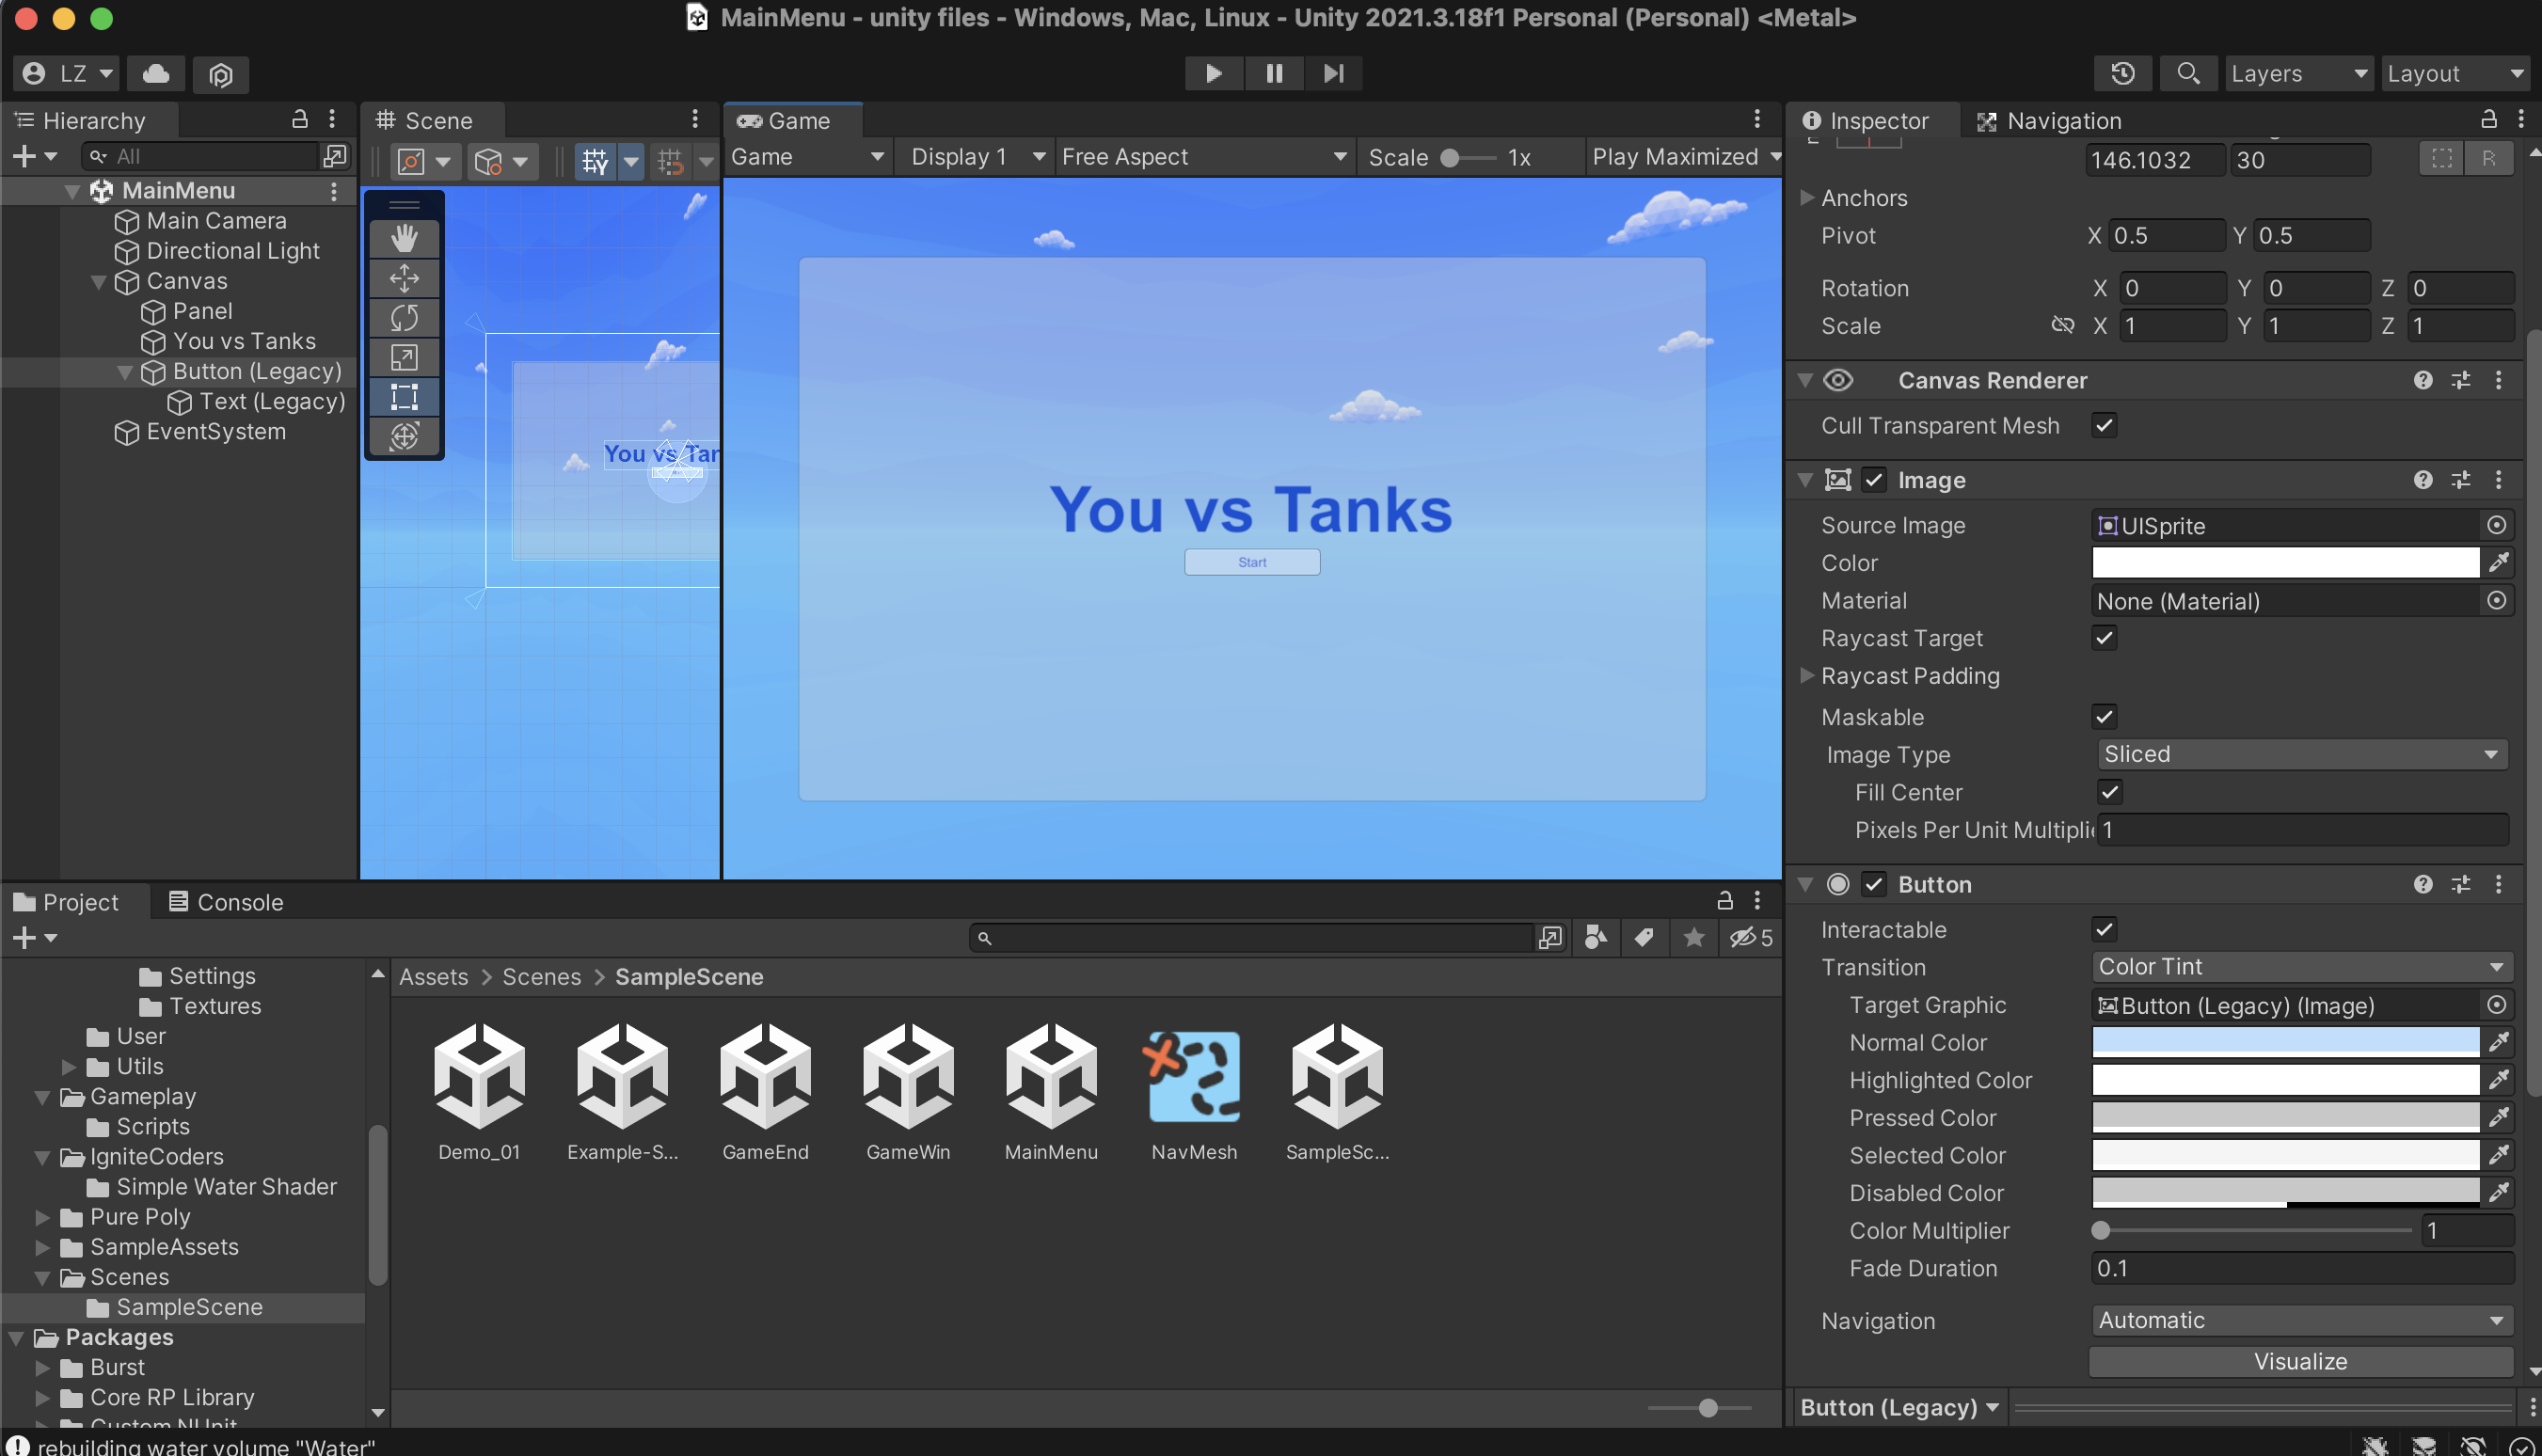 MainMenu - unity files - Windows, Mac, Linux - Unity 2021.3.18f1 Personal (Personal) <Metal>
LZ
Layers
Layout
Hierarchy
All
MainMenu
Main Camera
Directional Light
Canvas
Panel
You vs Tanks
Button (Legacy)
Text (Legacy)
EventSystem
Scene
Y
You vs Tan
Game
Game
Display 1
Free Aspect
Scale
1x
Play Maximized
You vs Tanks
Start
Inspector
Navigation
146.1032
30
R
Anchors
Pivot X 0.5 Y 0.5
Rotation X 0 Y 0 Z 0
Scale X 1 Y 1 Z 1
Canvas Renderer
Cull Transparent Mesh
Image
Source Image UISprite
Color
Material None (Material)
Raycast Target
Raycast Padding
Maskable
Image Type Sliced
Fill Center
Pixels Per Unit Multipli 1
Button
Interactable
Transition Color Tint
Target Graphic Button (Legacy) (Image)
Normal Color
Highlighted Color
Pressed Color
Selected Color
Disabled Color
Color Multiplier 1
Fade Duration 0.1
Navigation Automatic
Visualize
Button (Legacy)
Project
Console
5
Settings
Textures
User
Utils
Gameplay
Scripts
IgniteCoders
Simple Water Shader
Pure Poly
SampleAssets
Scenes
SampleScene
Packages
Burst
Core RP Library
Custom NUnit
Assets > Scenes > SampleScene
Demo_01
Example-S...
GameEnd
GameWin
MainMenu
NavMesh
SampleSc...
rebuilding water volume "Water"